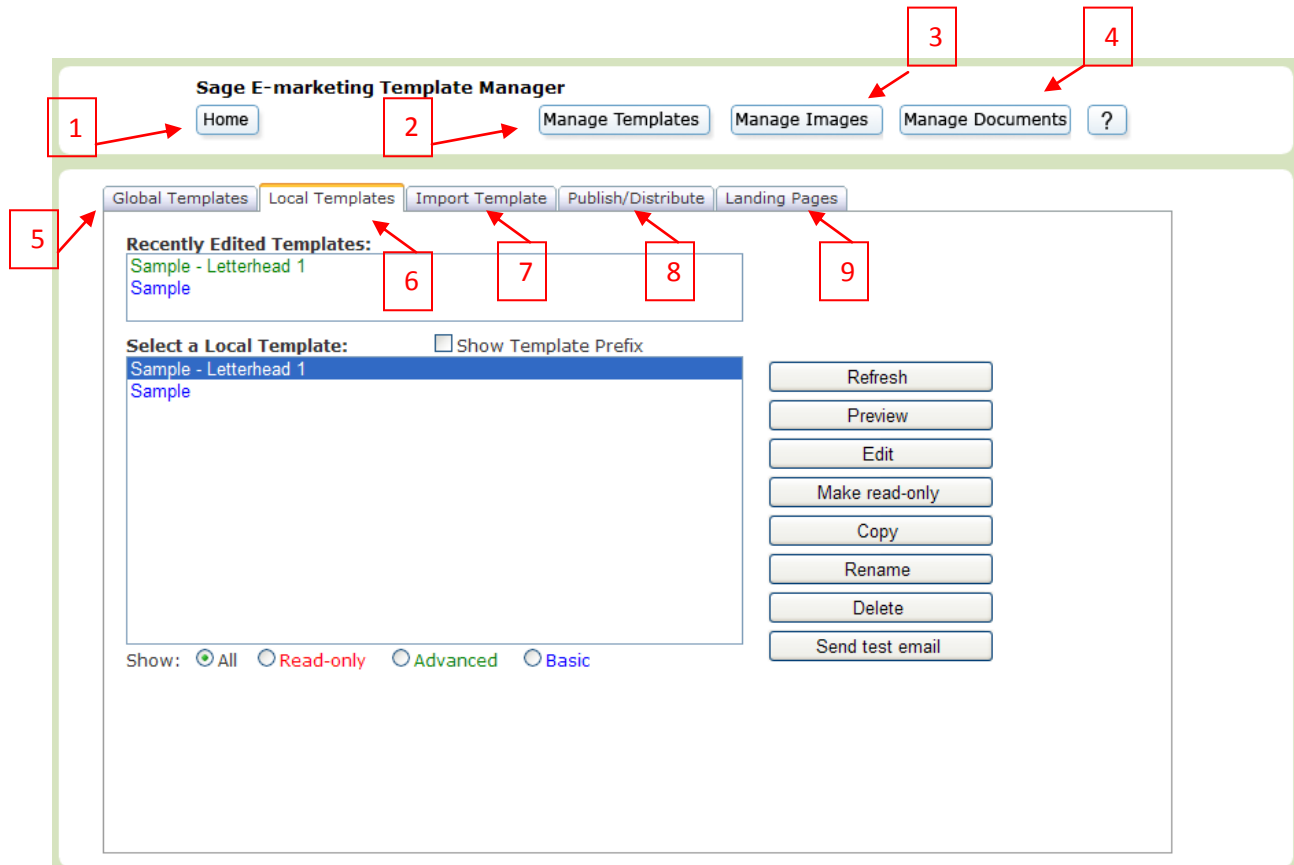 3 4
Sage E-marketing Template Manager
1 Home 2 Manage Templates Manage Images Manage Documents ?
Global Templates Local Templates Import Template Publish/Distribute Landing Pages
5 6 7 8 9
Recently Edited Templates:
Sample - Letterhead 1
Sample
Select a Local Template: Show Template Prefix
Sample - Letterhead 1
Sample
Refresh
Preview
Edit
Make read-only
Copy
Rename
Delete
Send test email
Show: All Read-only Advanced Basic